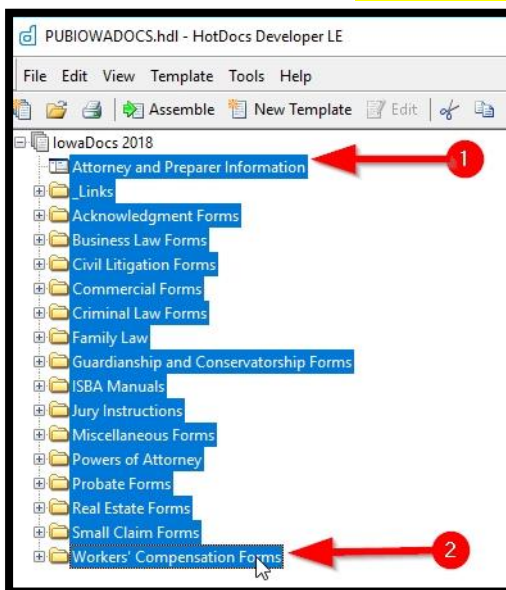 PUBIOWADOCS.hdl - HotDocs Developer LE
File Edit View Template Tools Help
Assemble New Template Edit
IowaDocs 2018
Attorney and Preparer Information
1
_Links
Acknowledgment Forms
Business Law Forms
Civil Litigation Forms
Commercial Forms
Criminal Law Forms
Family Law
Guardianship and Conservatorship Forms
ISBA Manuals
Jury Instructions
Miscellaneous Forms
Powers of Attorney
Probate Forms
Real Estate Forms
Small Claim Forms
Workers' Compensation Forms
2